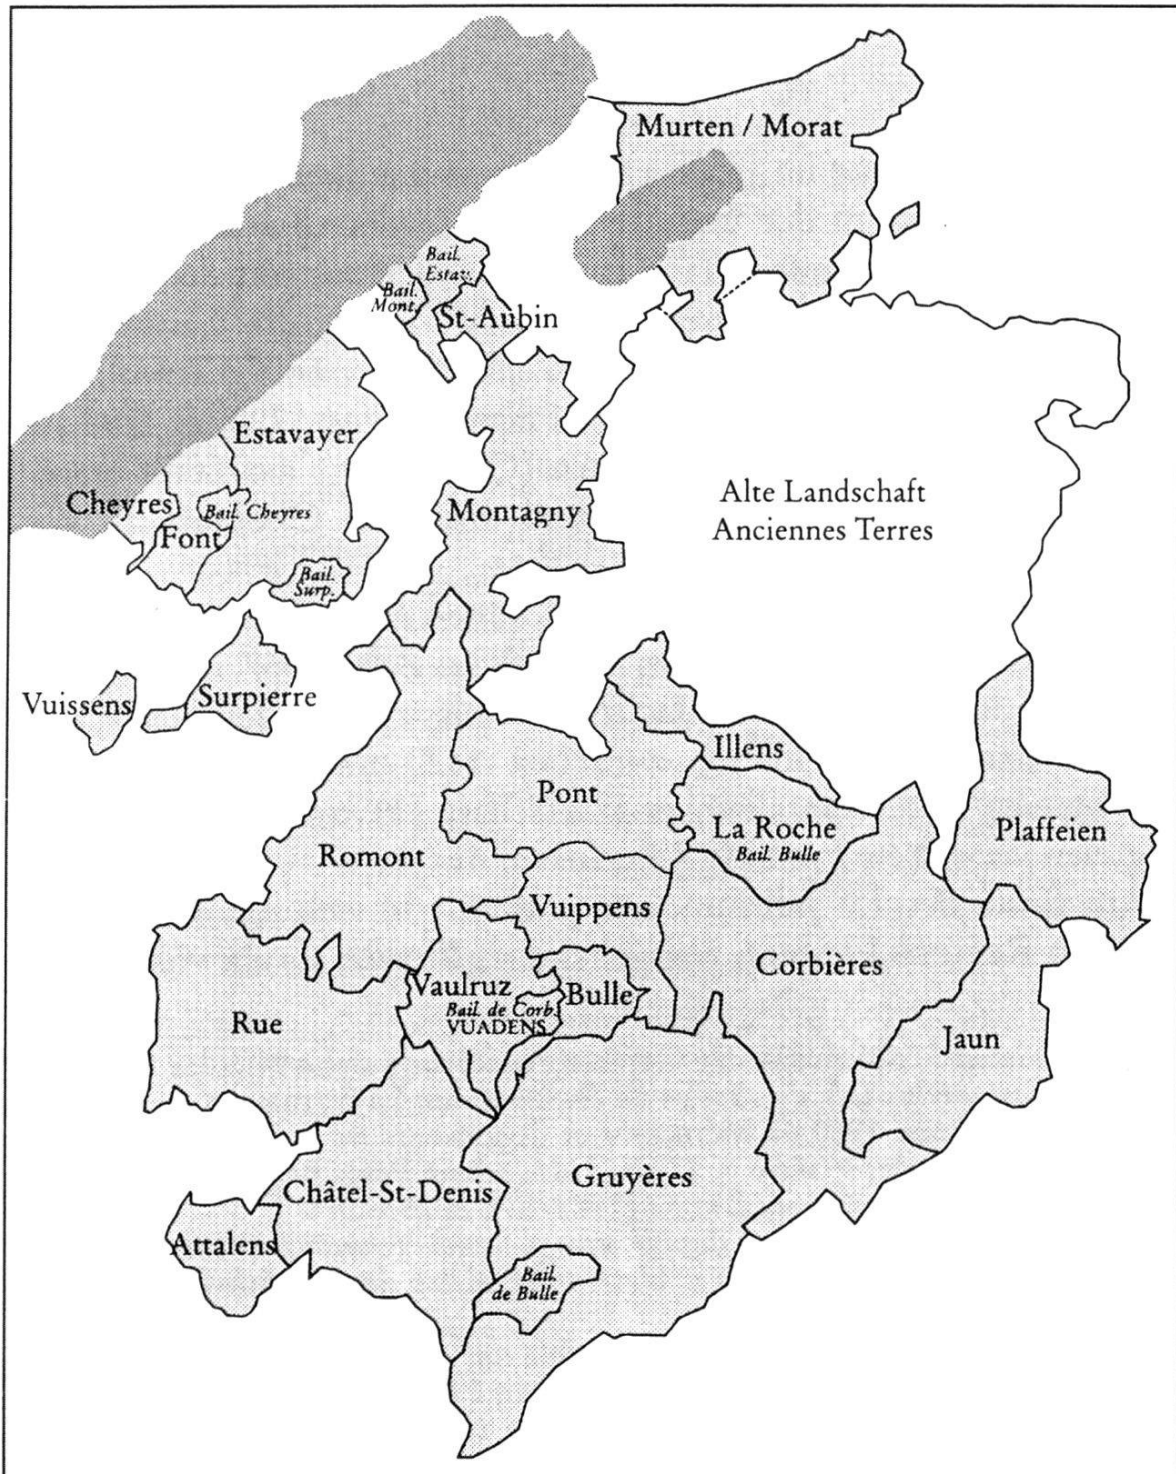 Murten / Morat
Bail.
Estav.
Bail.
Mont.
St-Aubin
Estavayer
Cheyres
Bail. Cheyres
Font
Montagny
Alte Landschaft
Anciennes Terres
Bail.
Surp.
Vuissens
Surpierre
Illens
Pont
La Roche
Bail. Bulle
Plaffeien
Romont
Vuippens
Corbières
Vaulruz
Bail. de Corb.
VUADENS
Bulle
Rue
Jaun
Gruyères
Châtel-St-Denis
Attalens
Bail.
de Bulle